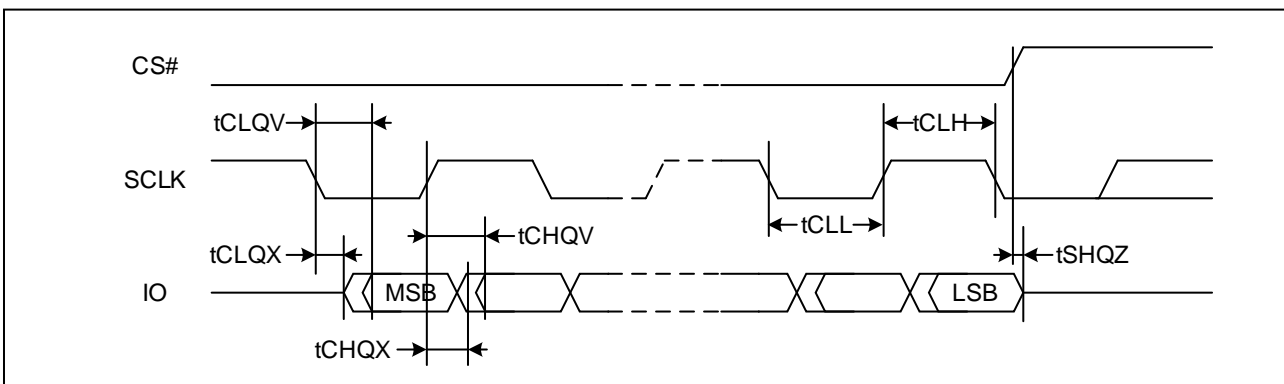 CS#
tCLQV
tCLH
SCLK
tCLL
tCHQV
tCLQX
tSHQZ
IO
MSB
LSB
tCHQX